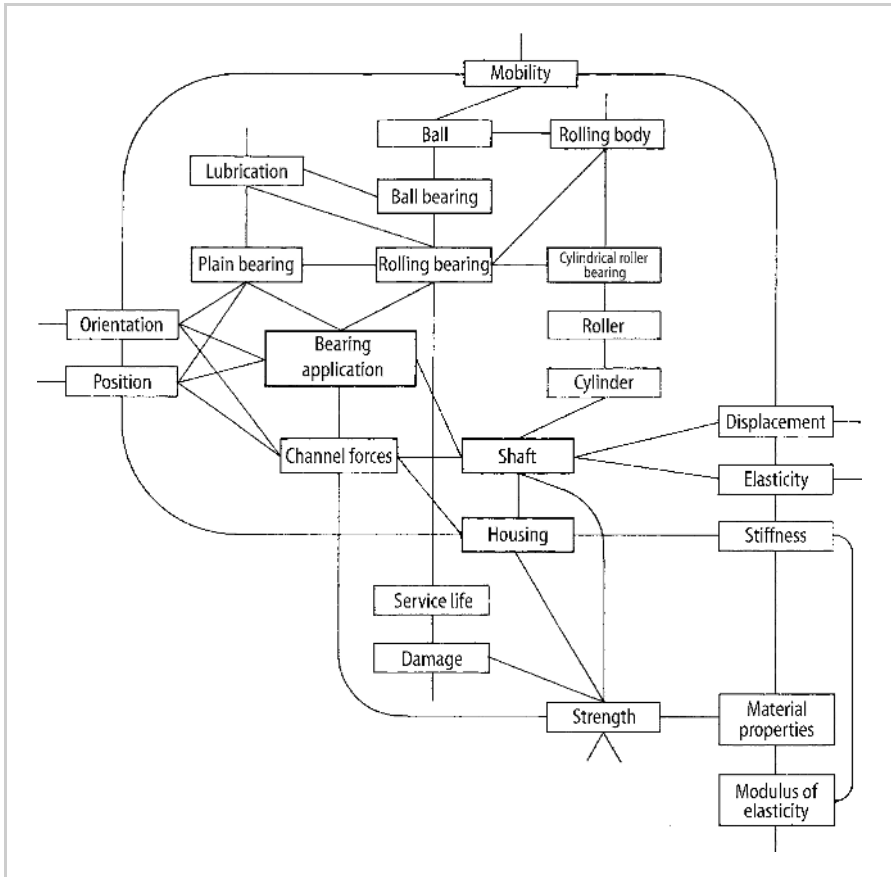 Mobility
Ball
Rolling body
Lubrication
Ball bearing
Plain bearing
Rolling bearing
Cylindrical roller
bearing
Orientation
Roller
Bearing
application
Position
Cylinder
Displacement
Channel forces
Shaft
Elasticity
Housing
Stiffness
Service life
Damage
Strength
Material
properties
Modulus of
elasticity